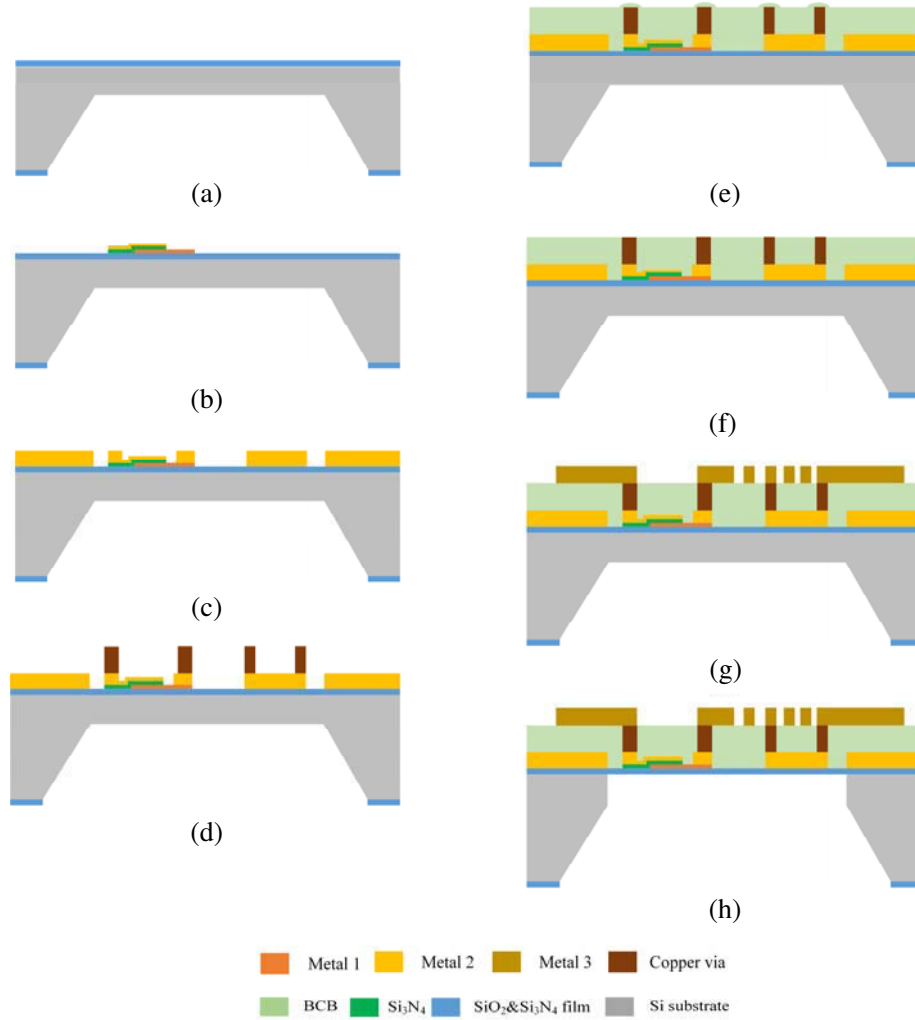 (a)
(b)
(c)
(d)
(e)
(f)
(g)
(h)
Metal 1 Metal 2 Metal 3 Copper via
BCB Si₃N₄ SiO₂&Si₃N₄ film Si substrate